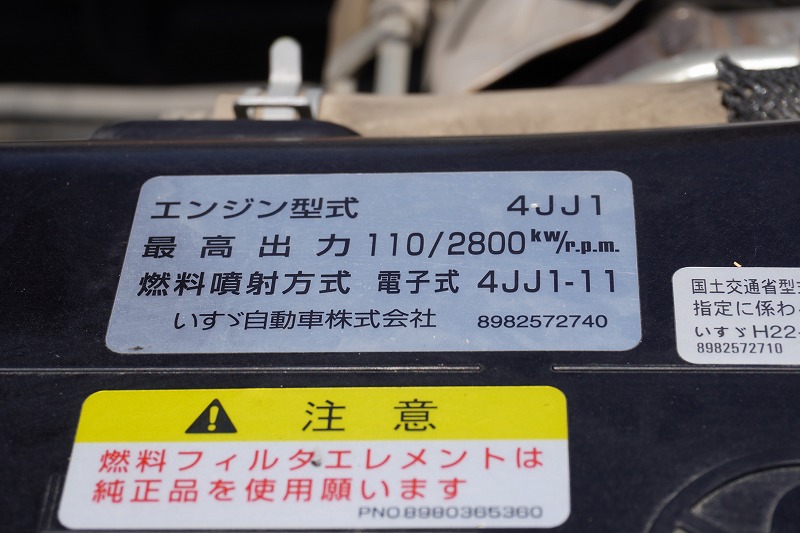 エンジン型式 4JJ1
最高出力 110/2800kW/r.p.m.
燃料噴射方式 電子式 4JJ1-11
いすゞ自動車株式会社 8982572740
国土交通省型式
指定に係わ
いすゞH22-
8982572710
注意
燃料フィルタエレメントは
純正品を使用願います
PNO.8980365360